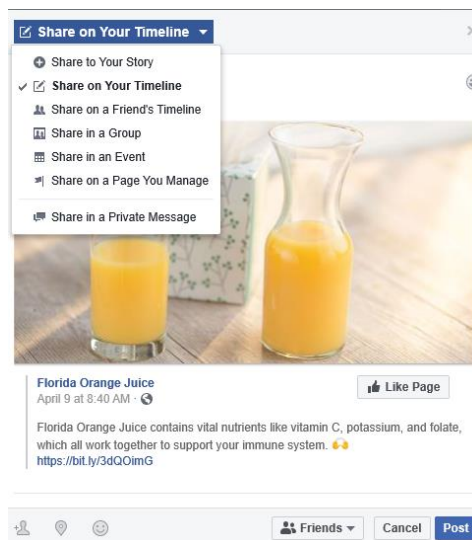 Share on Your Timeline
Share to Your Story
Share on Your Timeline
Share on a Friend's Timeline
Share in a Group
Share in an Event
Share on a Page You Manage
Share in a Private Message
Florida Orange Juice
Like Page
April 9 at 8:40 AM ·
Florida Orange Juice contains vital nutrients like vitamin C, potassium, and folate,
which all work together to support your immune system. 🙌
https://bit.ly/3dQOimG
Friends Cancel Post